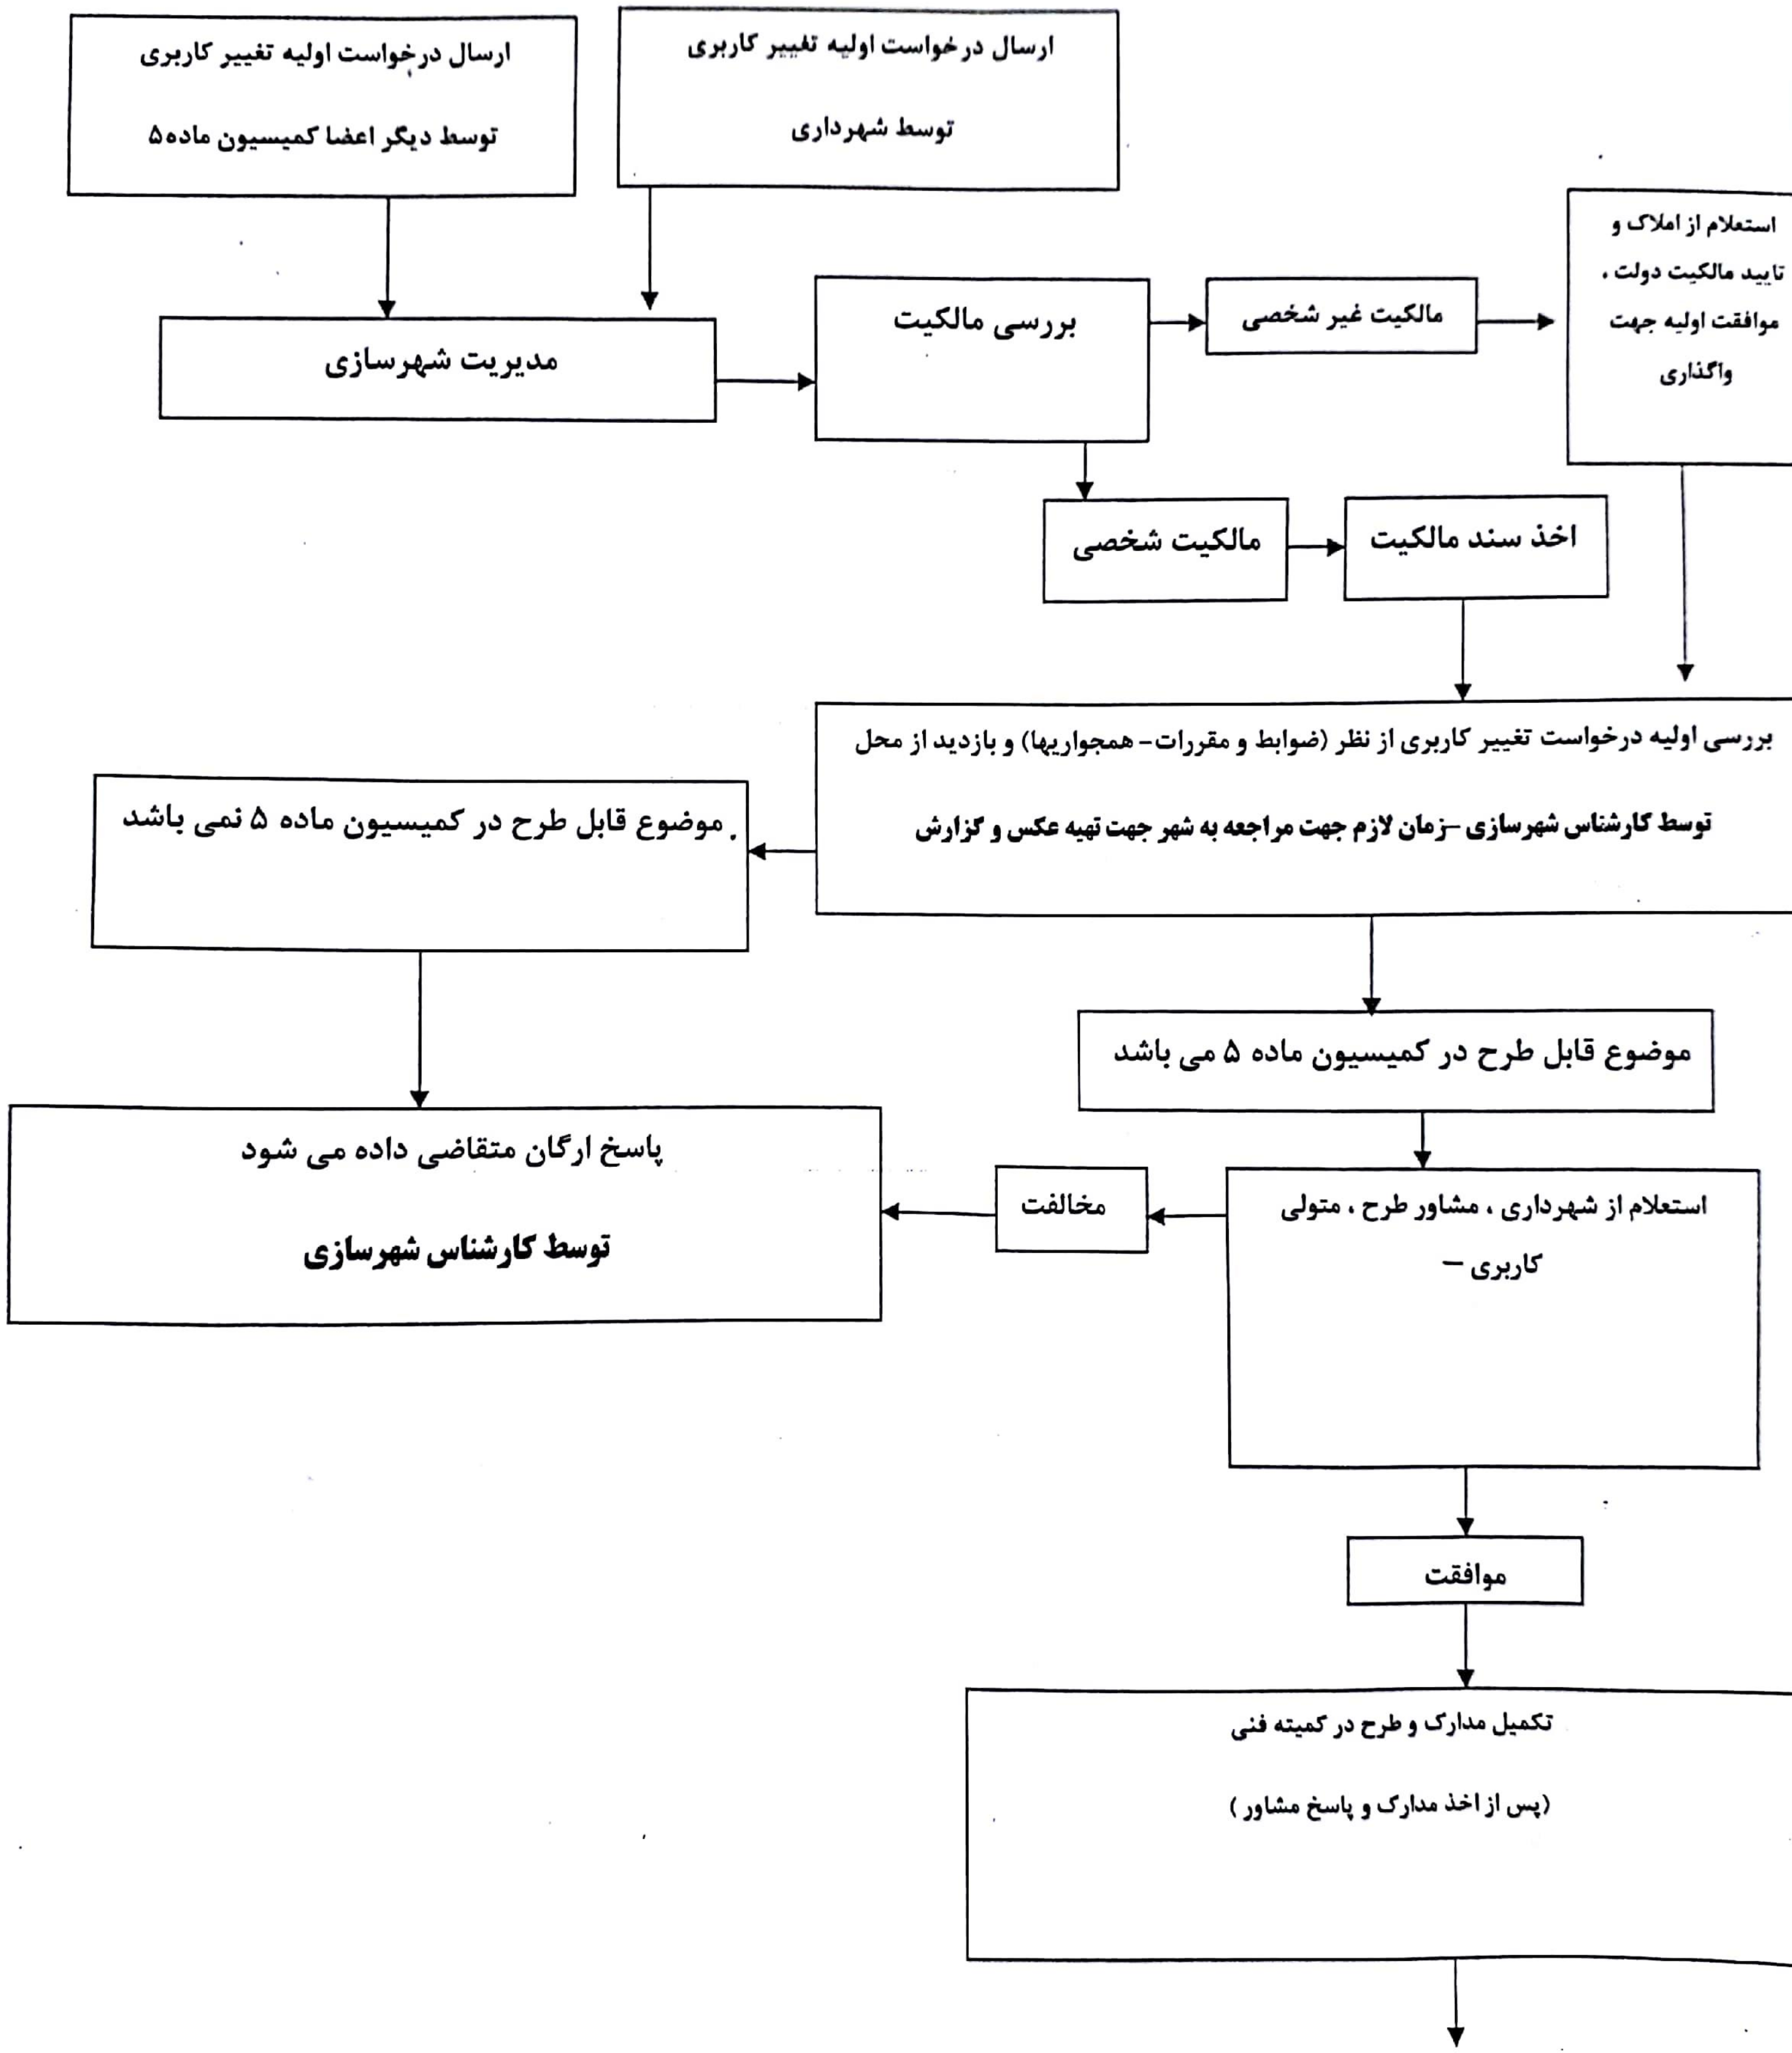 ارسال درخواست اولیه تغییر کاربری
توسط شهرداری
ارسال درخواست اولیه تغییر کاربری
توسط دیگر اعضا کمیسیون ماده۵
مدیریت شهرسازی
بررسی مالکیت
مالکیت غیر شخصی
استعلام از املاک و
تایید مالکیت دولت ،
موافقت اولیه جهت
واگذاری
مالکیت شخصی
اخذ سند مالکیت
بررسی اولیه درخواست تغییر کاربری از نظر (ضوابط و مقررات- همجواریها) و بازدید از محل
توسط کارشناس شهرسازی –زمان لازم جهت مراجعه به شهر جهت تهیه عکس و گزارش
. موضوع قابل طرح در کمیسیون ماده ۵ نمی باشد
موضوع قابل طرح در کمیسیون ماده ۵ می باشد
استعلام از شهرداری ، مشاور طرح ، متولی
کاربری –
مخالفت
پاسخ ارگان متقاضی داده می شود
توسط کارشناس شهرسازی
موافقت
تکمیل مدارک و طرح در کمیته فنی
(پس از اخذ مدارک و پاسخ مشاور )